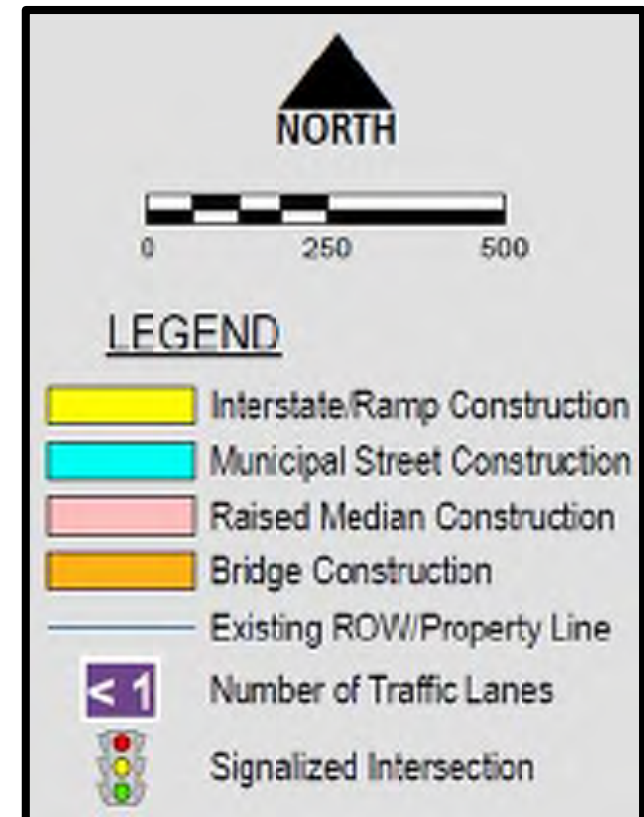 NORTH
0 250 500
LEGEND
Interstate/Ramp Construction
Municipal Street Construction
Raised Median Construction
Bridge Construction
Existing ROW/Property Line
< 1 Number of Traffic Lanes
Signalized Intersection